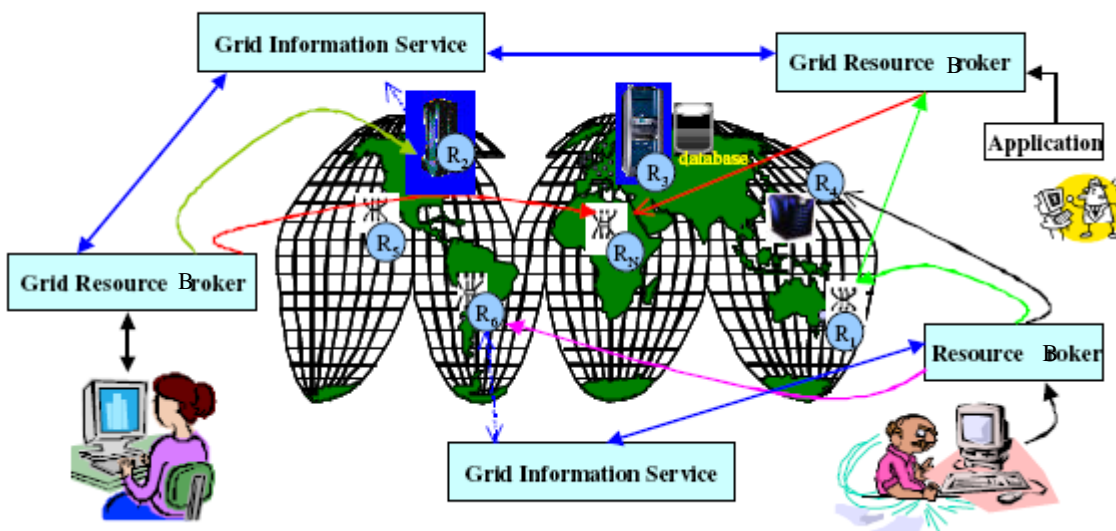 Grid Information Service
Grid Resource Broker
Application
R2
R3
database
R4
R5
RN
Grid Resource Broker
R6
R1
Resource Boker
Grid Information Service